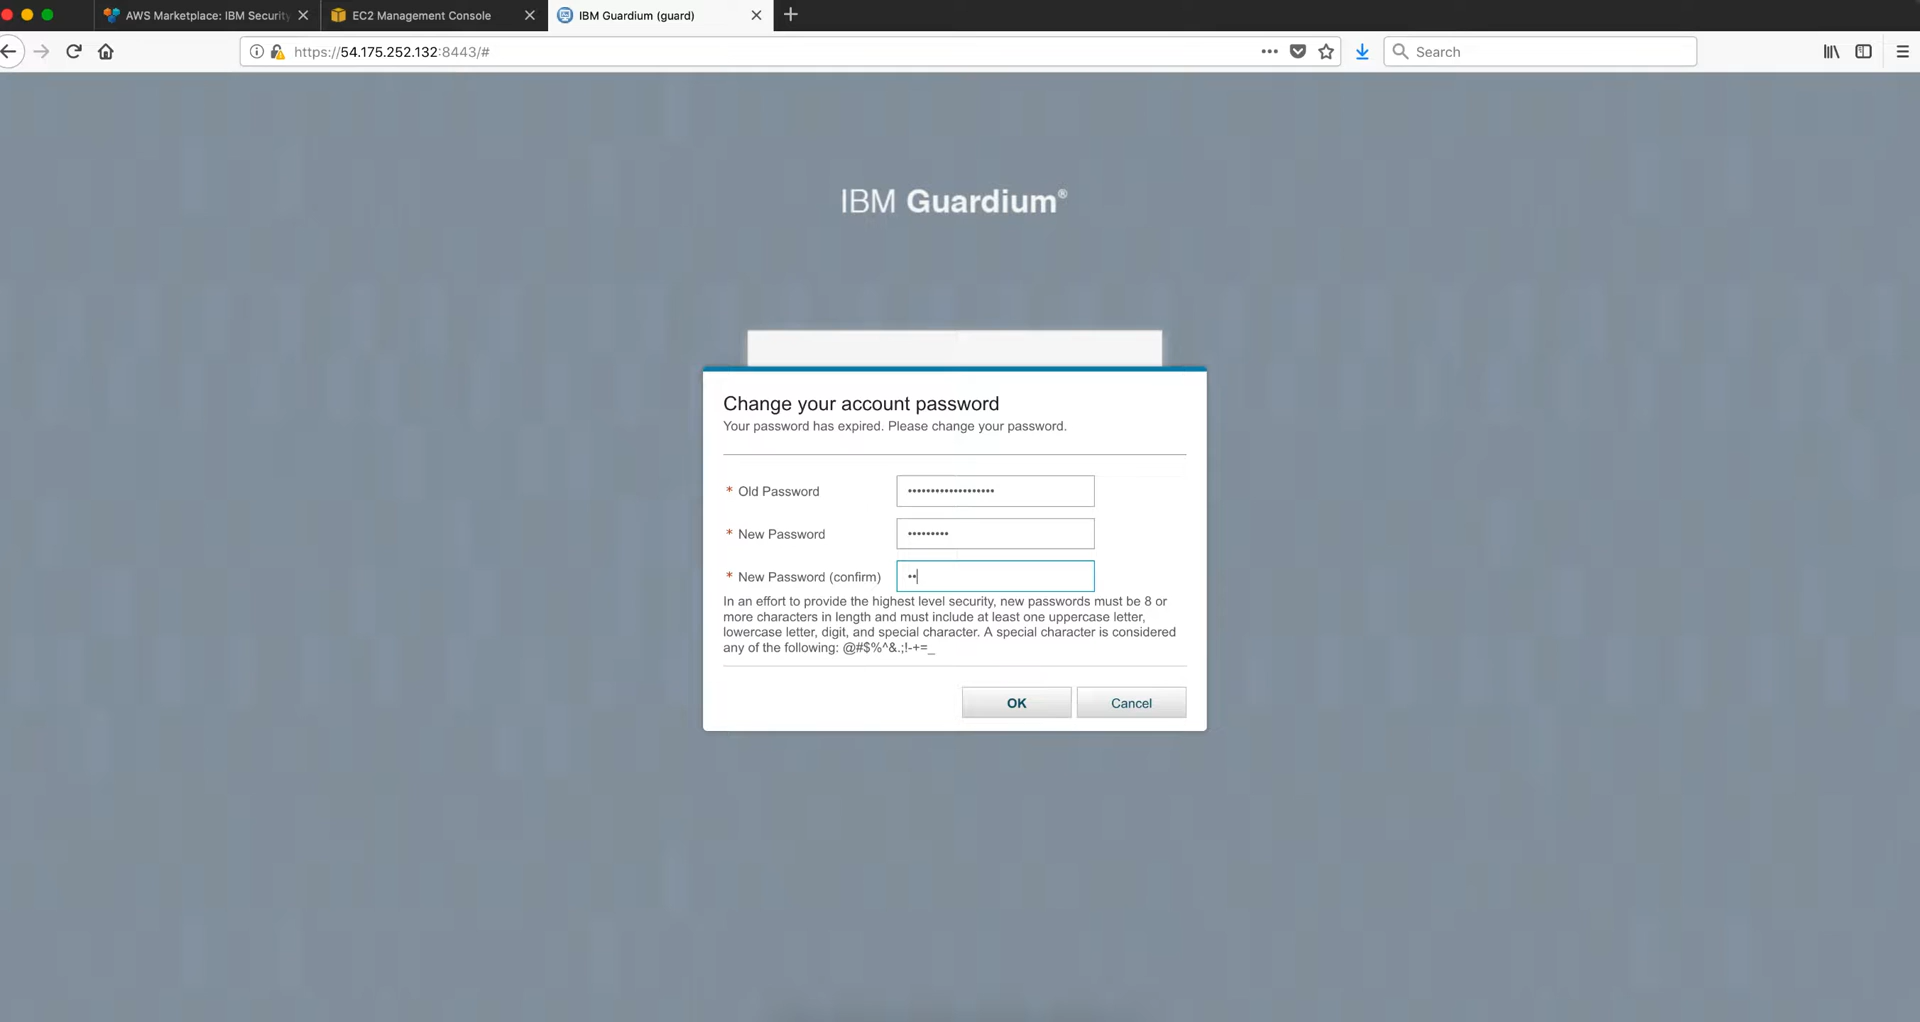 AWS Marketplace: IBM Security
EC2 Management Console
IBM Guardium (guard)
https://54.175.252.132:8443/#
Search
IBM Guardium®
Change your account password
Your password has expired. Please change your password.
* Old Password •••••••••••••••••••
* New Password •••••••••
* New Password (confirm) ••
In an effort to provide the highest level security, new passwords must be 8 or
more characters in length and must include at least one uppercase letter,
lowercase letter, digit, and special character. A special character is considered
any of the following: @#$%^&.;!-+=_
OK
Cancel